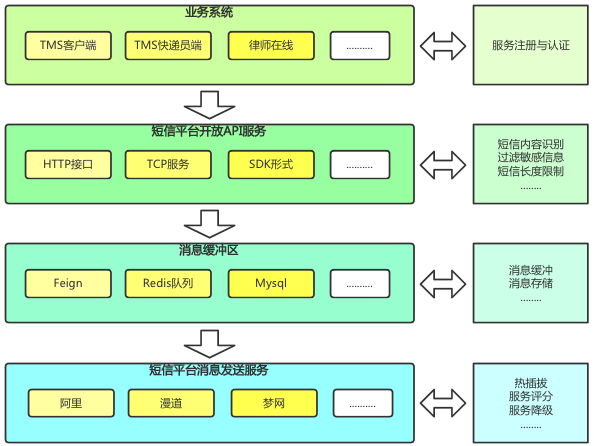 业务系统
TMS客户端
TMS快递员端
律师在线
..........
服务注册与认证
短信平台开放API服务
HTTP接口
TCP服务
SDK形式
..........
短信内容识别
过滤敏感信息
短信长度限制
........
消息缓冲区
Feign
Redis队列
Mysql
..........
消息缓冲
消息存储
........
短信平台消息发送服务
阿里
漫道
梦网
..........
热插拔
服务评分
服务降级
........